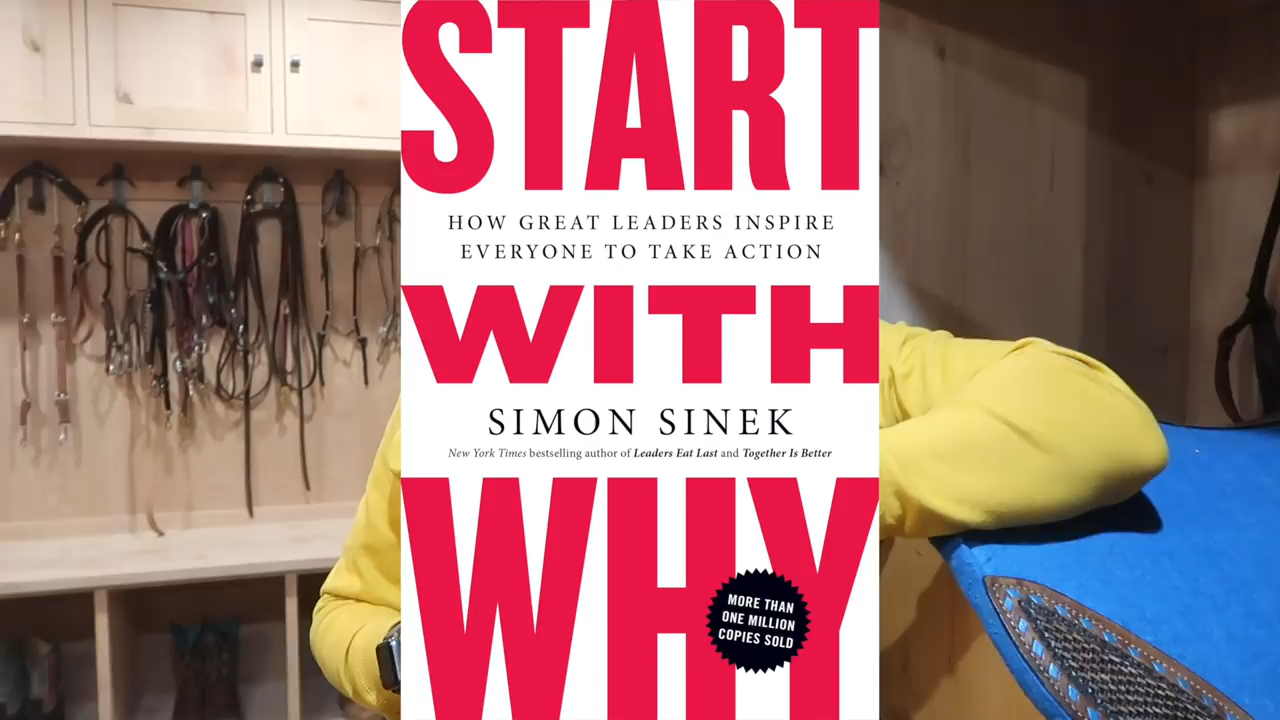 START
HOW GREAT LEADERS INSPIRE
EVERYONE TO TAKE ACTION
WITH
SIMON SINEK
New York Times bestselling author of Leaders Eat Last and Together Is Better
WHY
MORE THAN
ONE MILLION
COPIES SOLD